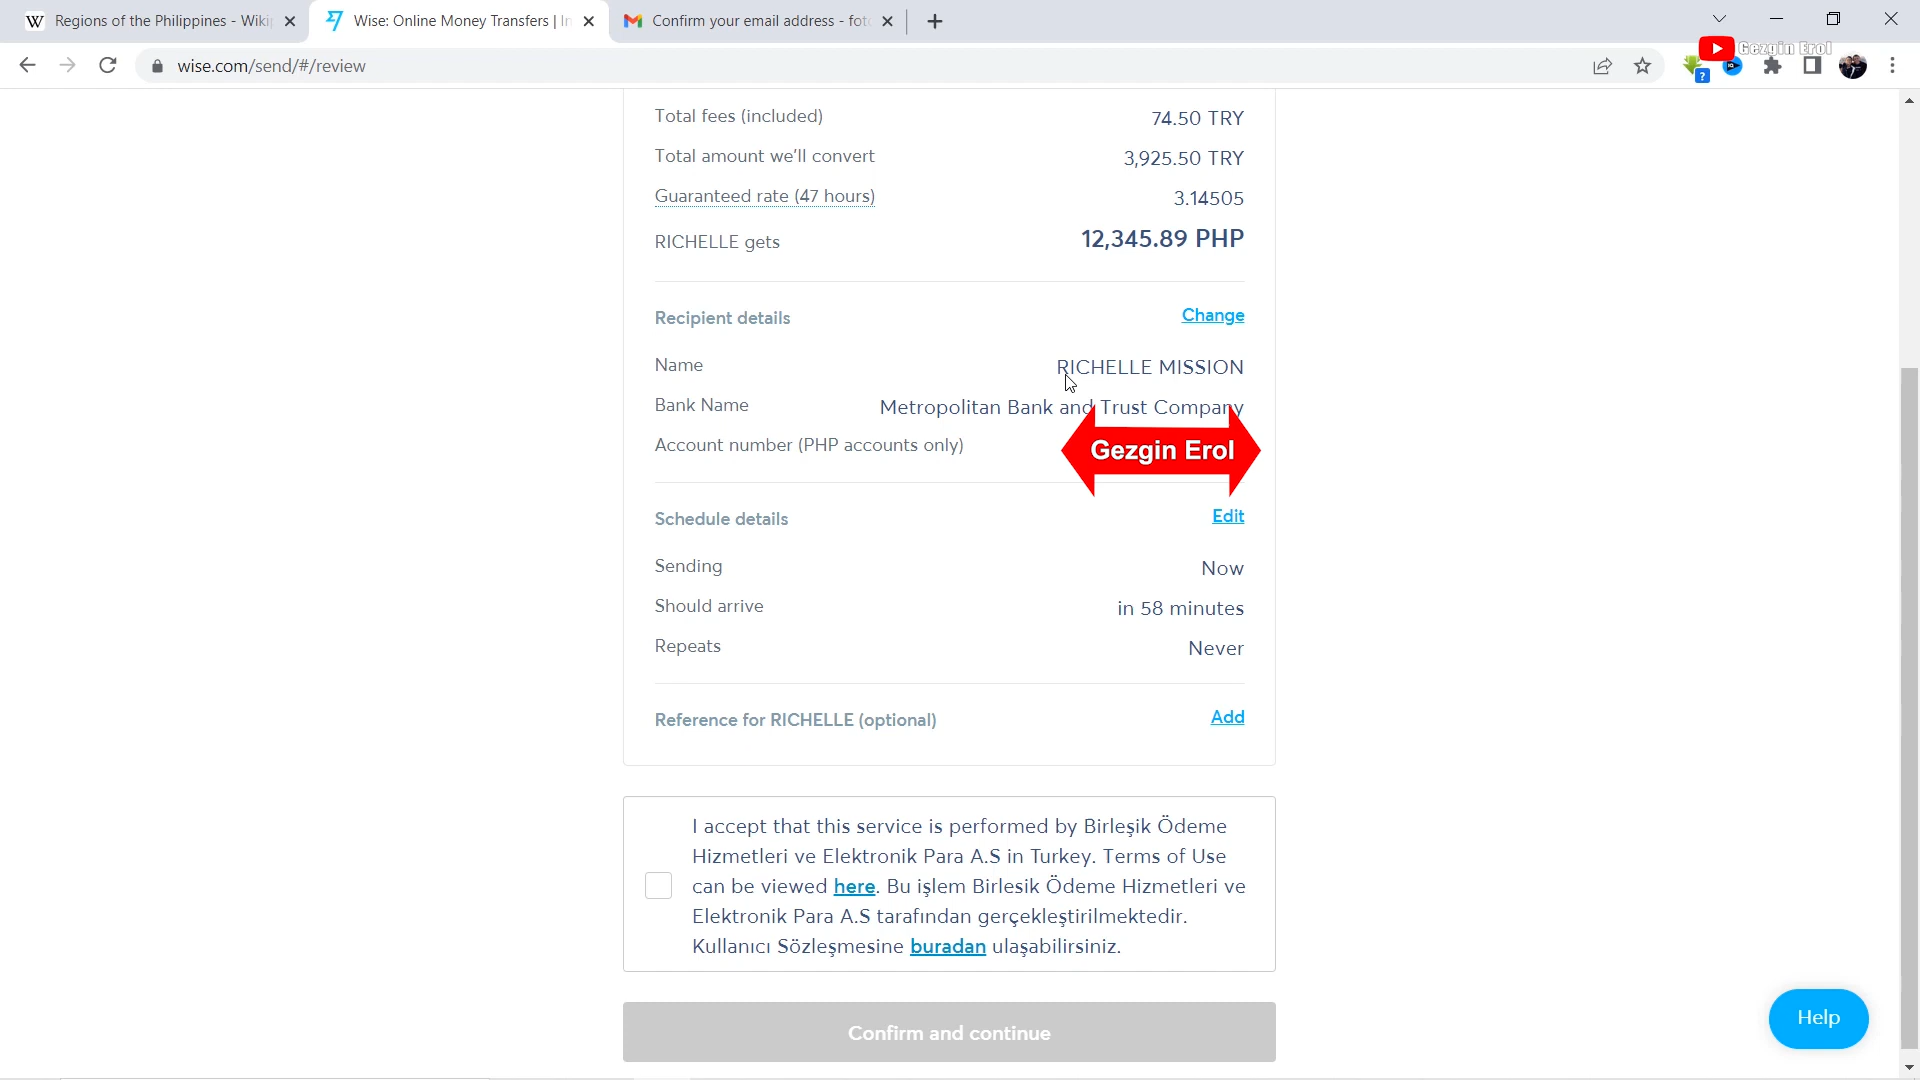 Regions of the Philippines - Wiki
Wise: Online Money Transfers | In
Confirm your email address - foto
Gezgin Erol
wise.com/send/#/review
Total fees (included) 74.50 TRY
Total amount we'll convert 3,925.50 TRY
Guaranteed rate (47 hours) 3.14505
RICHELLE gets 12,345.89 PHP
Recipient details Change
Name RICHELLE MISSION
Bank Name Metropolitan Bank and Trust Company
Account number (PHP accounts only)
Gezgin Erol
Schedule details Edit
Sending Now
Should arrive in 58 minutes
Repeats Never
Reference for RICHELLE (optional) Add
I accept that this service is performed by Birleşik Ödeme
Hizmetleri ve Elektronik Para A.S in Turkey. Terms of Use
can be viewed here. Bu işlem Birlesik Ödeme Hizmetleri ve
Elektronik Para A.S tarafından gerçekleştirilmektedir.
Kullanıcı Sözleşmesine buradan ulaşabilirsiniz.
Confirm and continue
Help